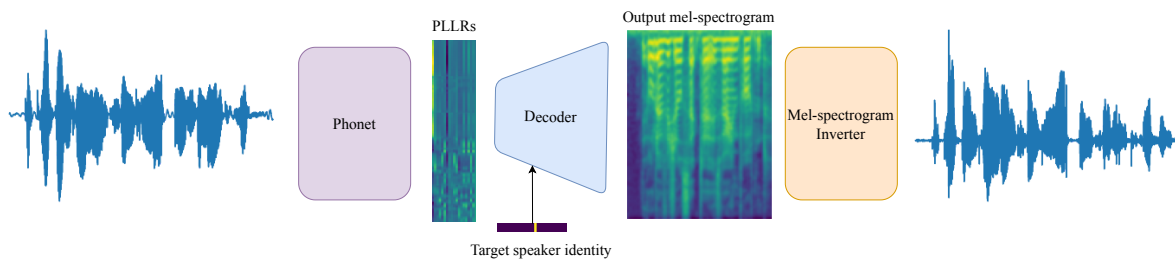 PLLRs
Output mel-spectrogram
Phonet
Decoder
Mel-spectrogram
Inverter
Target speaker identity